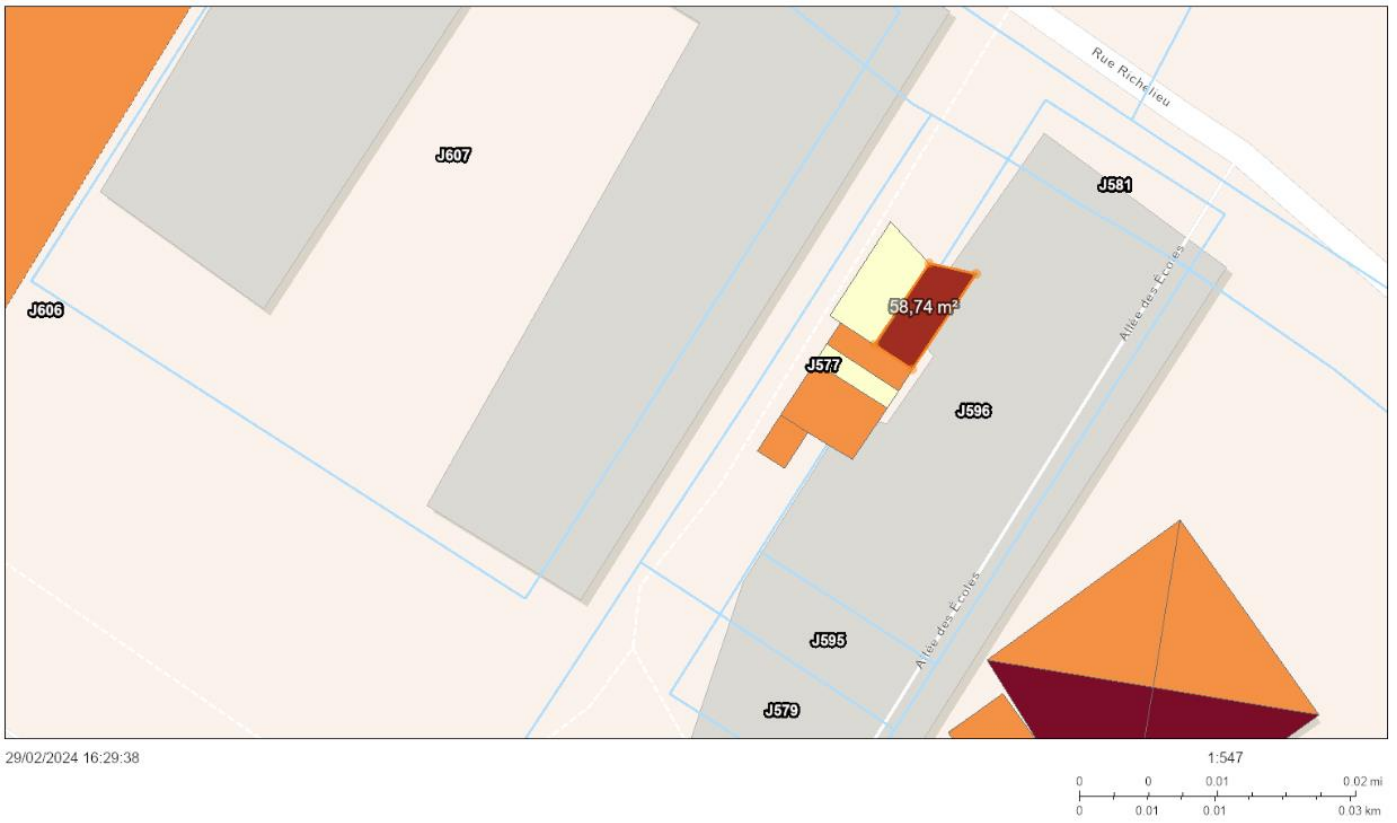 Rue Richelieu
J607
J581
Allée des Écoles
J606
58,74 m²
J577
J596
Allée des Écoles
J595
J579
29/02/2024 16:29:38
1:547
0 0 0.01 0.02 mi
0 0.01 0.01 0.03 km